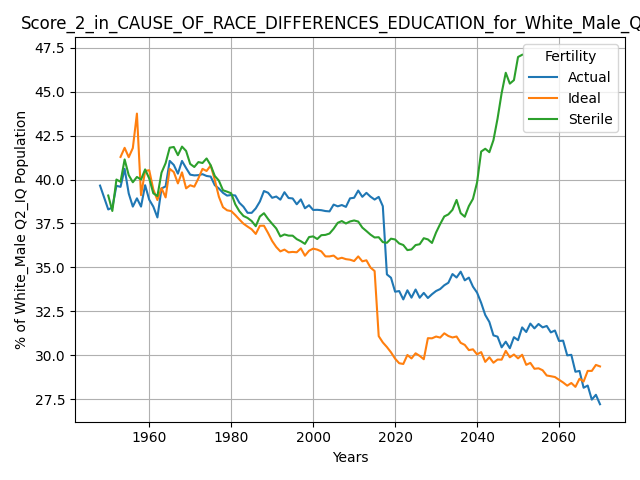 Score_2_in_CAUSE_OF_RACE_DIFFERENCES_EDUCATION_for_White_Male_Q
47.5
45.0
42.5
40.0
37.5
35.0
32.5
30.0
27.5
% of White_Male Q2_IQ Population
Fertility
Actual
Ideal
Sterile
1960
1980
2000
2020
2040
2060
Years